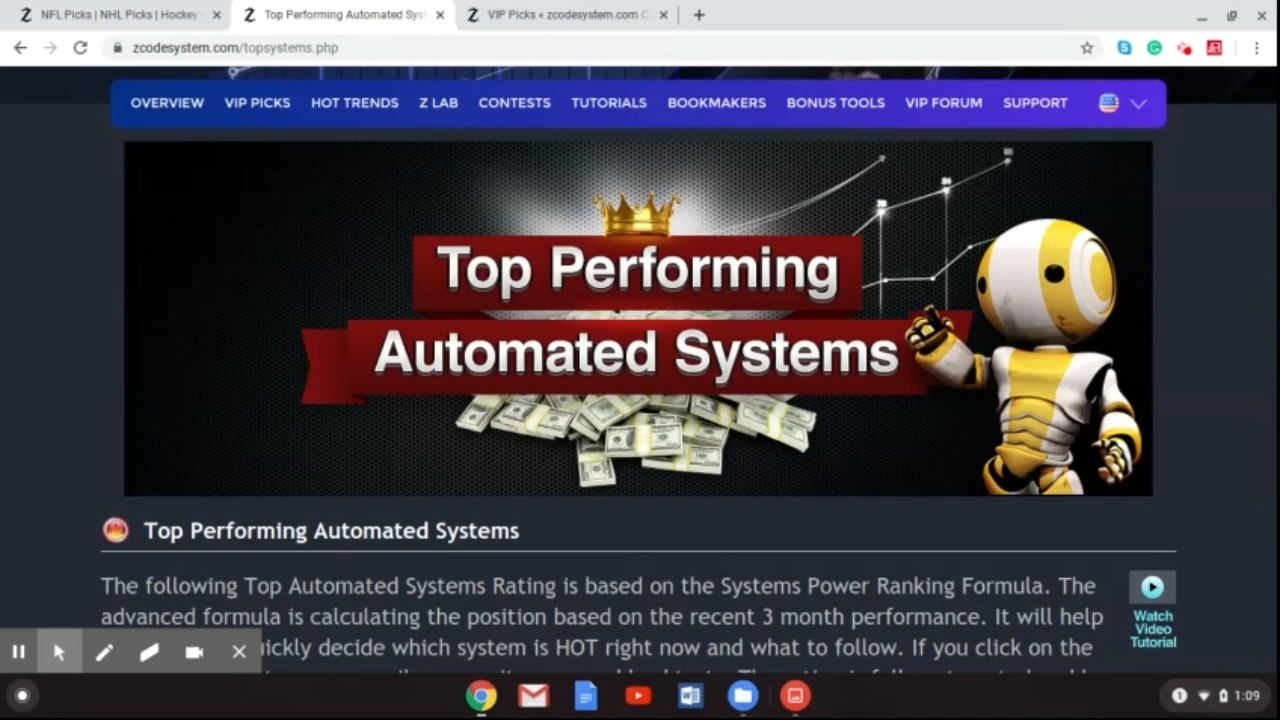 NFL Picks | NHL Picks | Hockey
Top Performing Automated Sys
VIP Picks « zcodesystem.com C
zcodesystem.com/topsystems.php
OVERVIEW VIP PICKS HOT TRENDS Z LAB CONTESTS TUTORIALS BOOKMAKERS BONUS TOOLS VIP FORUM SUPPORT
Top Performing
Automated Systems
Top Performing Automated Systems
The following Top Automated Systems Rating is based on the Systems Power Ranking Formula. The
advanced formula is calculating the position based on the recent 3 month performance. It will help
uickly decide which system is HOT right now and what to follow. If you click on the
Watch
Video
Tutorial
1:09